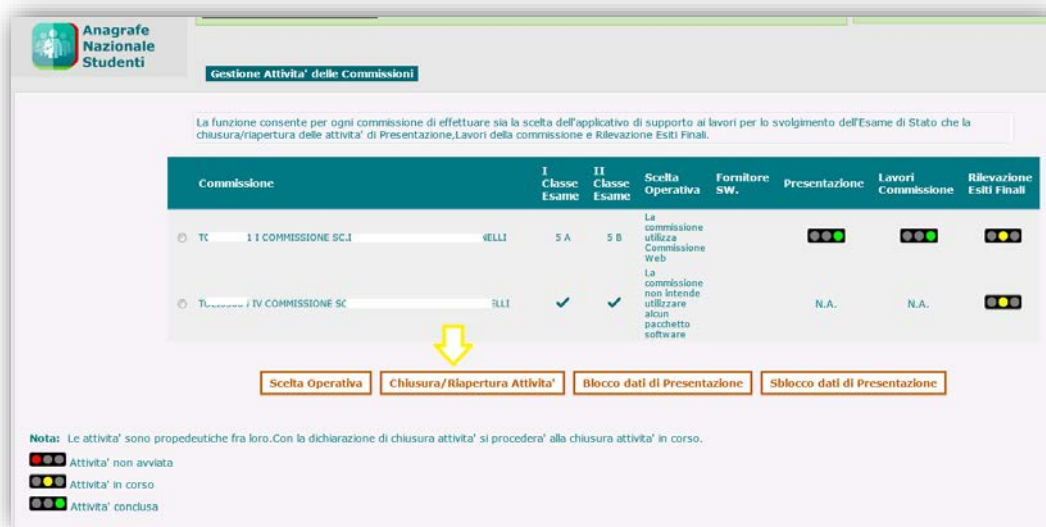 Anagrafe
Nazionale
Studenti
Gestione Attivita' delle Commissioni
La funzione consente per ogni commissione di effettuare sia la scelta dell'applicativo di supporto ai lavori per lo svolgimento dell'Esame di Stato che la
chiusura/riapertura delle attivita' di Presentazione,Lavori della commissione e Rilevazione Esiti Finali.
Commissione
I
Classe
Esame
II
Classe
Esame
Scelta
Operativa
Fornitore
SW.
Presentazione
Lavori
Commissione
Rilevazione
Esiti Finali
1 I COMMISSIONE SC.I
5 A
5 B
La
commissione
utilizza
Commissione
Web
IV COMMISSIONE SC
La
commissione
non intende
utilizzare
alcun
pacchetto
software
N.A.
N.A.
Scelta Operativa
Chiusura/Riapertura Attivita'
Blocco dati di Presentazione
Sblocco dati di Presentazione
Nota: Le attivita' sono propedeutiche fra loro.Con la dichiarazione di chiusura attivita' si procedera' alla chiusura attivita' in corso.
Attivita' non avviata
Attivita' in corso
Attivita' conclusa